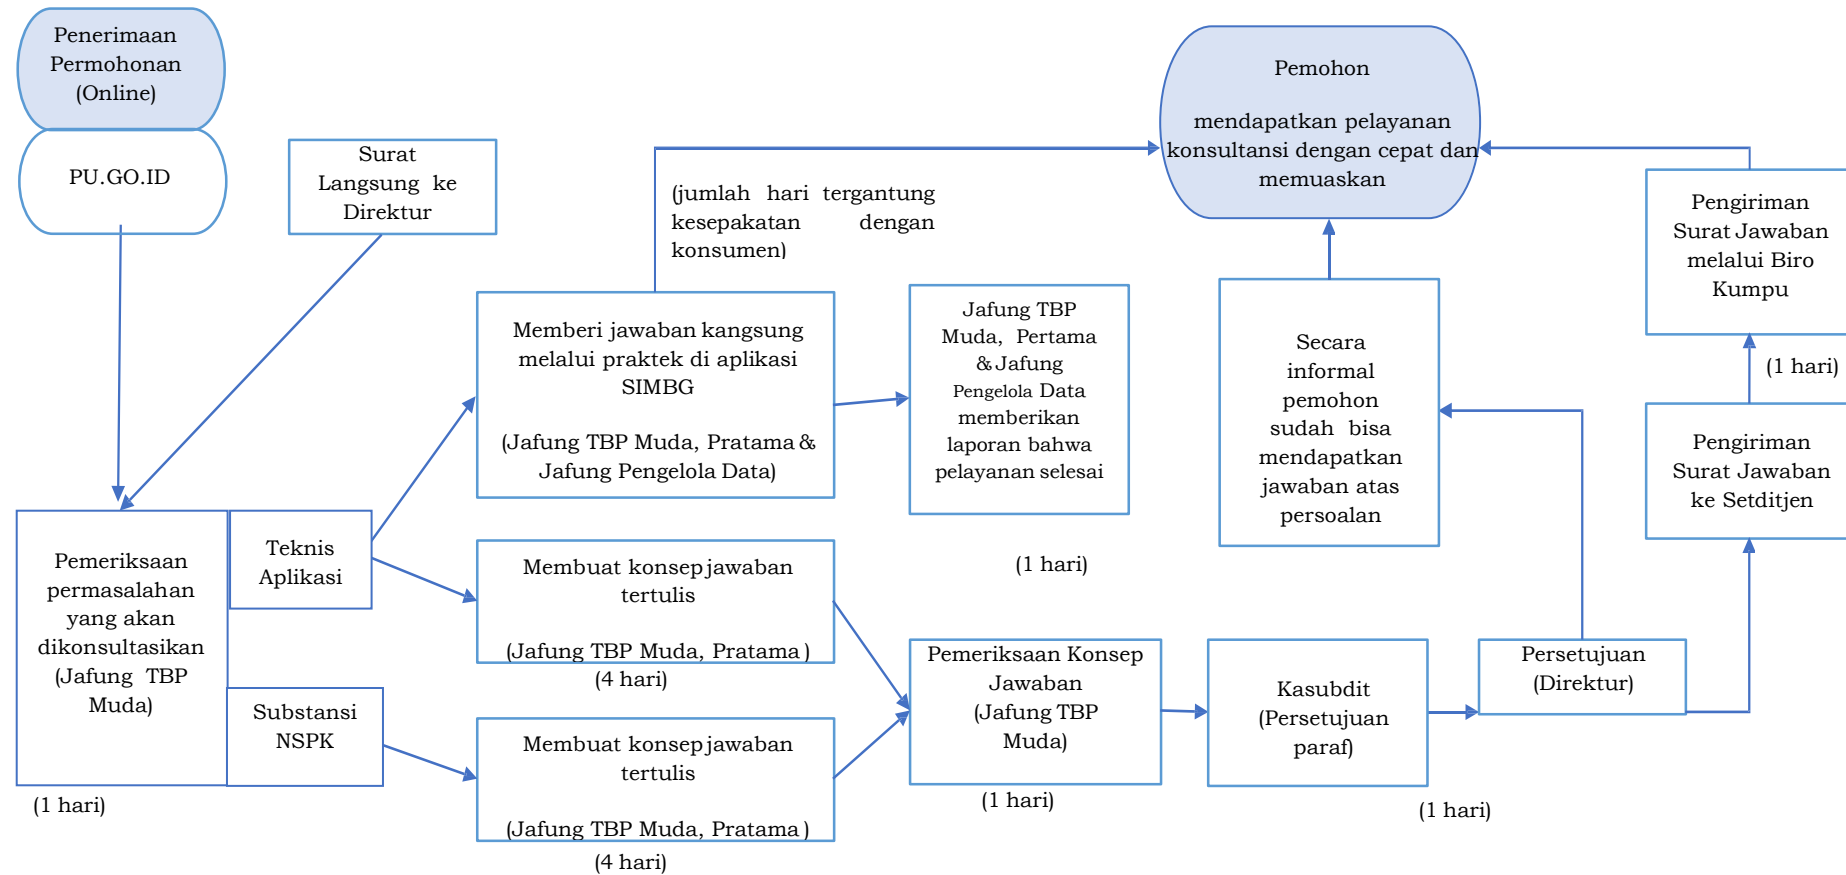 Penerimaan
Permohonan
(Online)
PU.GO.ID
Surat
Langsung ke
Direktur
Pemeriksaan
permasalahan
yang akan
dikonsultasikan
(Jafung TBP
Muda)
(1 hari)
Teknis
Aplikasi
Substansi
NSPK
Memberi jawaban kangsung
melalui praktek di aplikasi
SIMBG
(Jafung TBP Muda, Pratama &
Jafung Pengelola Data)
(jumlah hari tergantung
kesepakatan dengan
konsumen)
Membuat konsep jawaban
tertulis
(Jafung TBP Muda, Pratama)
(4 hari)
Membuat konsep jawaban
tertulis
(Jafung TBP Muda, Pratama)
(4 hari)
Jafung TBP
Muda, Pertama
& Jafung
Pengelola Data
memberikan
laporan bahwa
pelayanan selesai
(1 hari)
Pemeriksaan Konsep
Jawaban
(Jafung TBP
Muda)
(1 hari)
Kasubdit
(Persetujuan
paraf)
(1 hari)
Persetujuan
(Direktur)
Secara
informal
pemohon
sudah bisa
mendapatkan
jawaban atas
persoalan
Pemohon
mendapatkan pelayanan
konsultansi dengan cepat dan
memuaskan
Pengiriman
Surat Jawaban
melalui Biro
Kumpu
(1 hari)
Pengiriman
Surat Jawaban
ke Setditjen